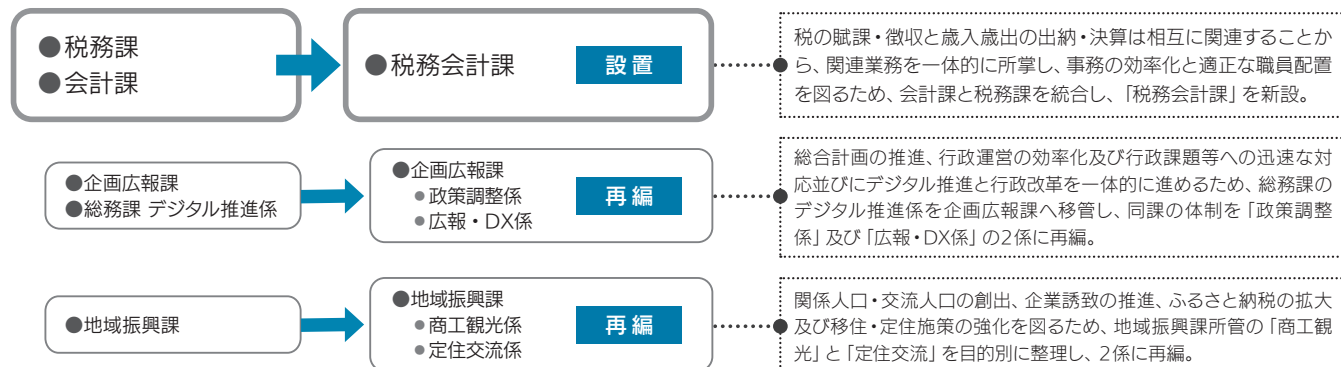 ●税務課
●会計課
●税務会計課
設置
税の賦課・徴収と歳入歳出の出納・決算は相互に関連することか
ら、関連業務を一体的に所掌し、事務の効率化と適正な職員配置
を図るため、会計課と税務課を統合し、「税務会計課」を新設。
●企画広報課
●総務課 デジタル推進係
●企画広報課
●政策調整係
●広報・DX係
再編
総合計画の推進、行政運営の効率化及び行政課題等への迅速な対
応並びにデジタル推進と行政改革を一体的に進めるため、総務課の
デジタル推進係を企画広報課へ移管し、同課の体制を「政策調整
係」及び「広報・DX係」の2係に再編。
●地域振興課
●地域振興課
●商工観光係
●定住交流係
再編
関係人口・交流人口の創出、企業誘致の推進、ふるさと納税の拡大
及び移住・定住施策の強化を図るため、地域振興課所管の「商工観
光」と「定住交流」を目的別に整理し、2係に再編。